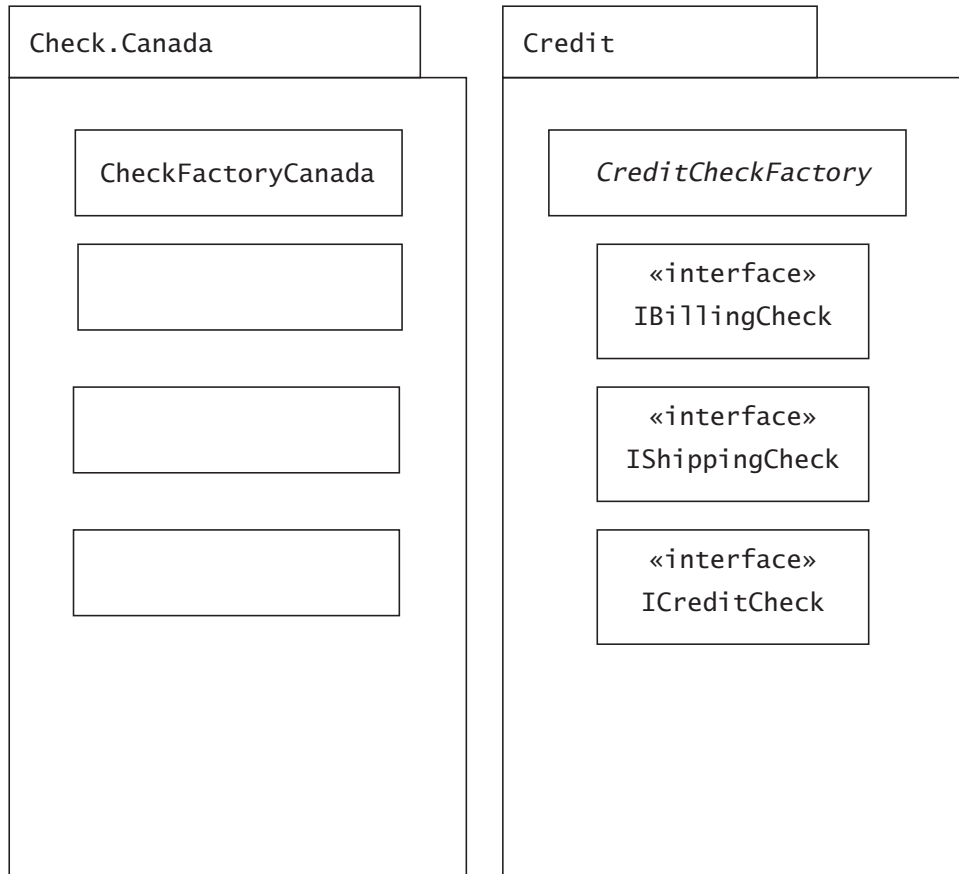 Check.Canada
CheckFactoryCanada
Credit
CreditCheckFactory
«interface»
IBillingCheck
«interface»
IShippingCheck
«interface»
ICreditCheck